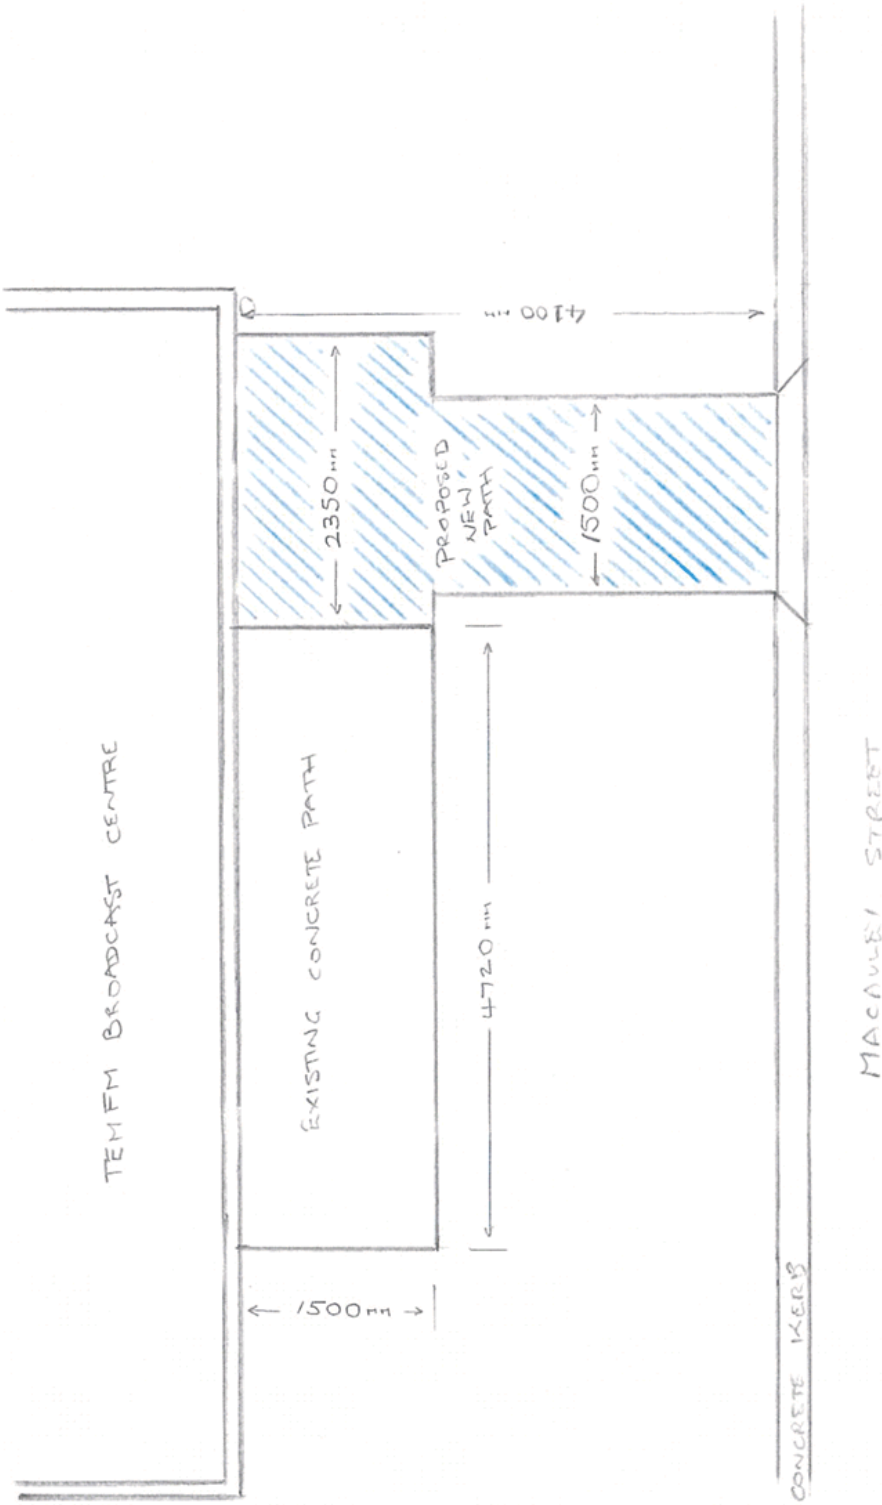 TEMFM BROADCAST CENTRE
EXISTING CONCRETE PATH
1500mm
4720mm
2350mm
PROPOSED
NEW
PATH
1500mm
4100mm
CONCRETE KERB
MACAULEY STREET